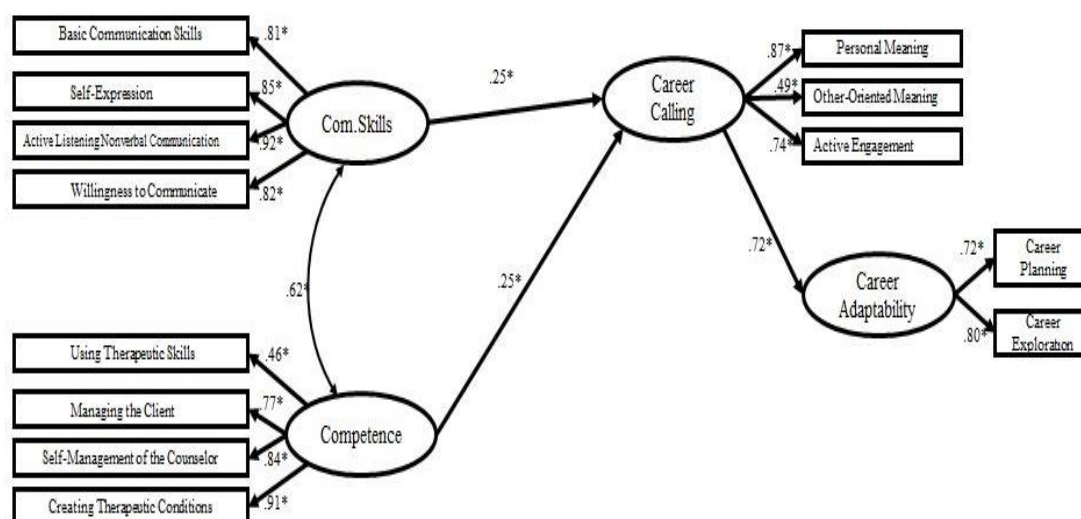 Basic Communication Skills
.81*
Self-Expression
.85*
Active Listening Nonverbal Communication
.92*
Willingness to Communicate
.82*
Com. Skills
.25*
Career
Calling
.87*
Personal Meaning
.49*
Other-Oriented Meaning
.74*
Active Engagement
.62*
.25*
.72*
Career
Adaptability
.72*
Career
Planning
.80*
Career
Exploration
Using Therapeutic Skills
.46*
Managing the Client
.77*
Self-Management of the Counselor
.84*
Creating Therapeutic Conditions
.91*
Competence